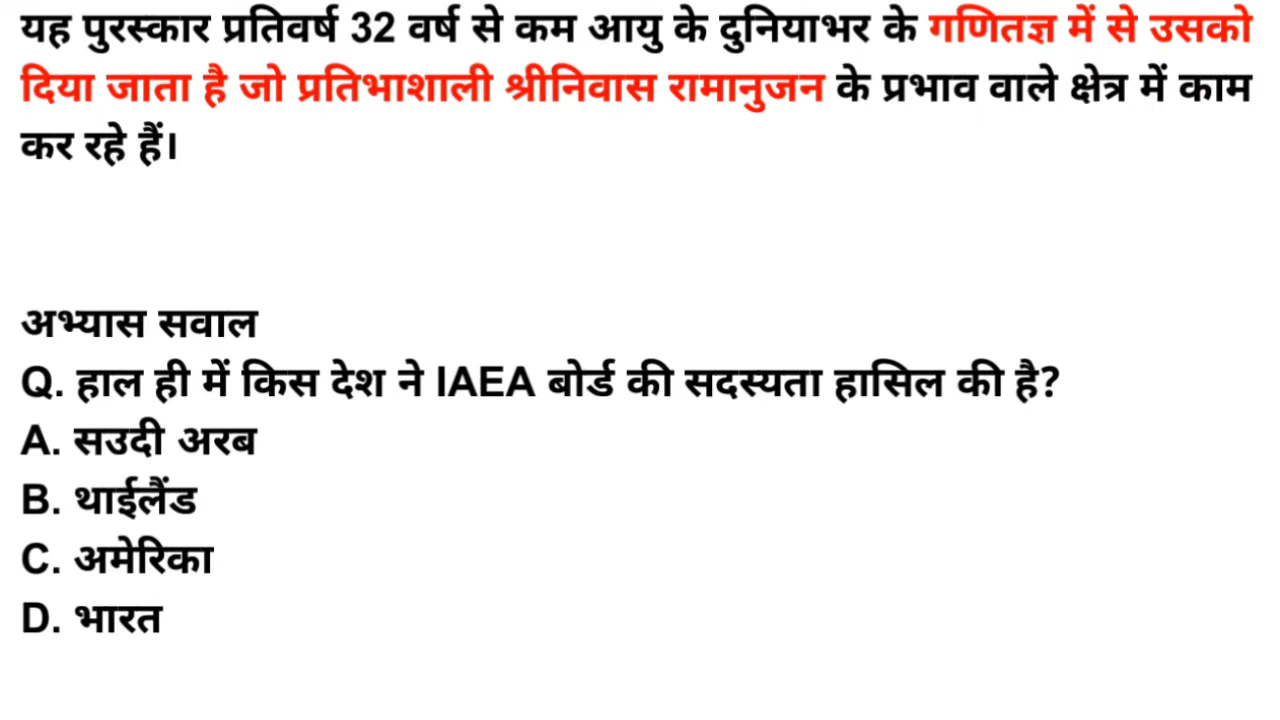 यह पुरस्कार प्रतिवर्ष 32 वर्ष से कम आयु के दुनियाभर के गणितज्ञ में से उसको
दिया जाता है जो प्रतिभाशाली श्रीनिवास रामानुजन के प्रभाव वाले क्षेत्र में काम
कर रहे हैं।
अभ्यास सवाल
Q. हाल ही में किस देश ने IAEA बोर्ड की सदस्यता हासिल की है?
A. सउदी अरब
B. थाईलैंड
C. अमेरिका
D. भारत